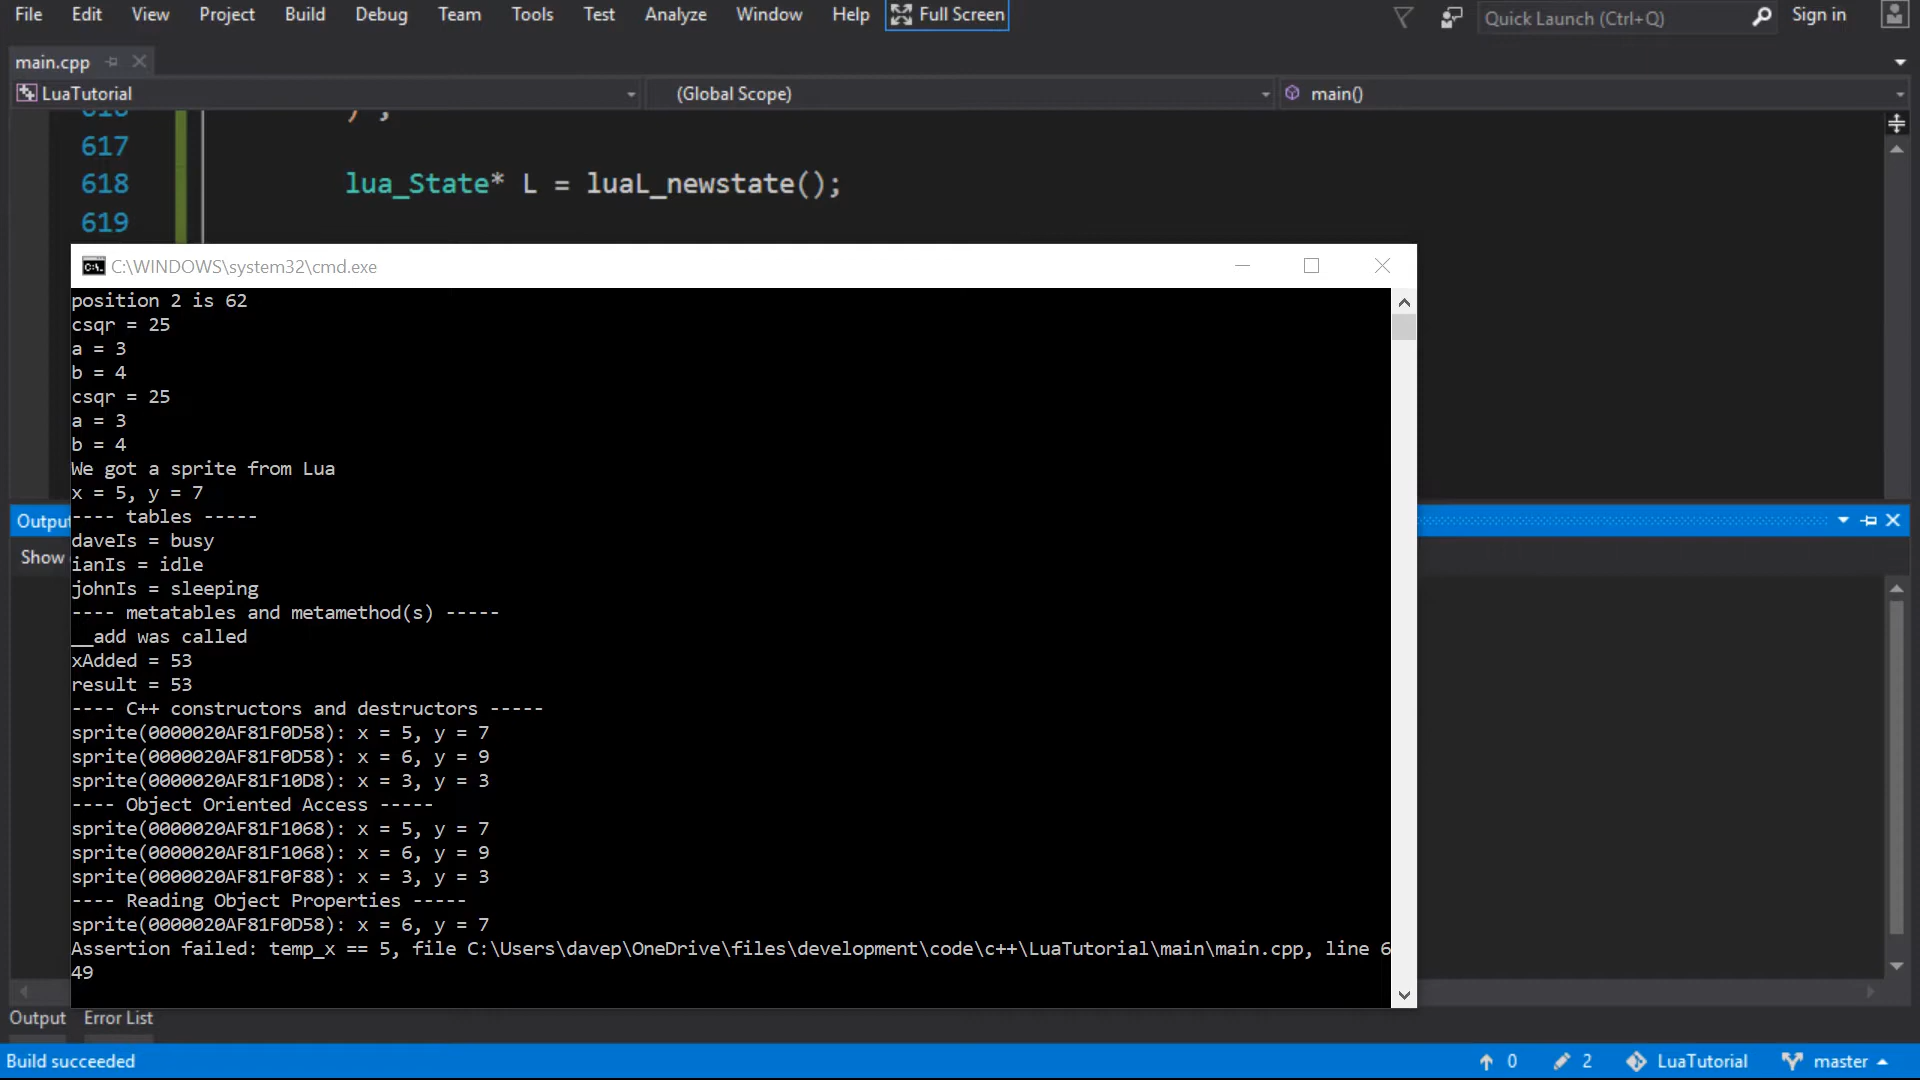 File Edit View Project Build Debug Team Tools Test Analyze Window Help Full Screen Quick Launch (Ctrl+Q) Sign in
main.cpp
LuaTutorial (Global Scope) main()
616 );
617
618 lua_State* L = luaL_newstate();
619
C:\WINDOWS\system32\cmd.exe
position 2 is 62
csqr = 25
a = 3
b = 4
csqr = 25
a = 3
b = 4
We got a sprite from Lua
x = 5, y = 7
---- tables -----
daveIs = busy
ianIs = idle
johnIs = sleeping
---- metatables and metamethod(s) -----
__add was called
xAdded = 53
result = 53
---- C++ constructors and destructors -----
sprite(0000020AF81F0D58): x = 5, y = 7
sprite(0000020AF81F0D58): x = 6, y = 9
sprite(0000020AF81F10D8): x = 3, y = 3
---- Object Oriented Access -----
sprite(0000020AF81F1068): x = 5, y = 7
sprite(0000020AF81F1068): x = 6, y = 9
sprite(0000020AF81F0F88): x = 3, y = 3
---- Reading Object Properties -----
sprite(0000020AF81F0D58): x = 6, y = 7
Assertion failed: temp_x == 5, file C:\Users\davep\OneDrive\files\development\code\c++\LuaTutorial\main\main.cpp, line 6
49
Output
Show
Output Error List
Build succeeded 0 2 LuaTutorial master